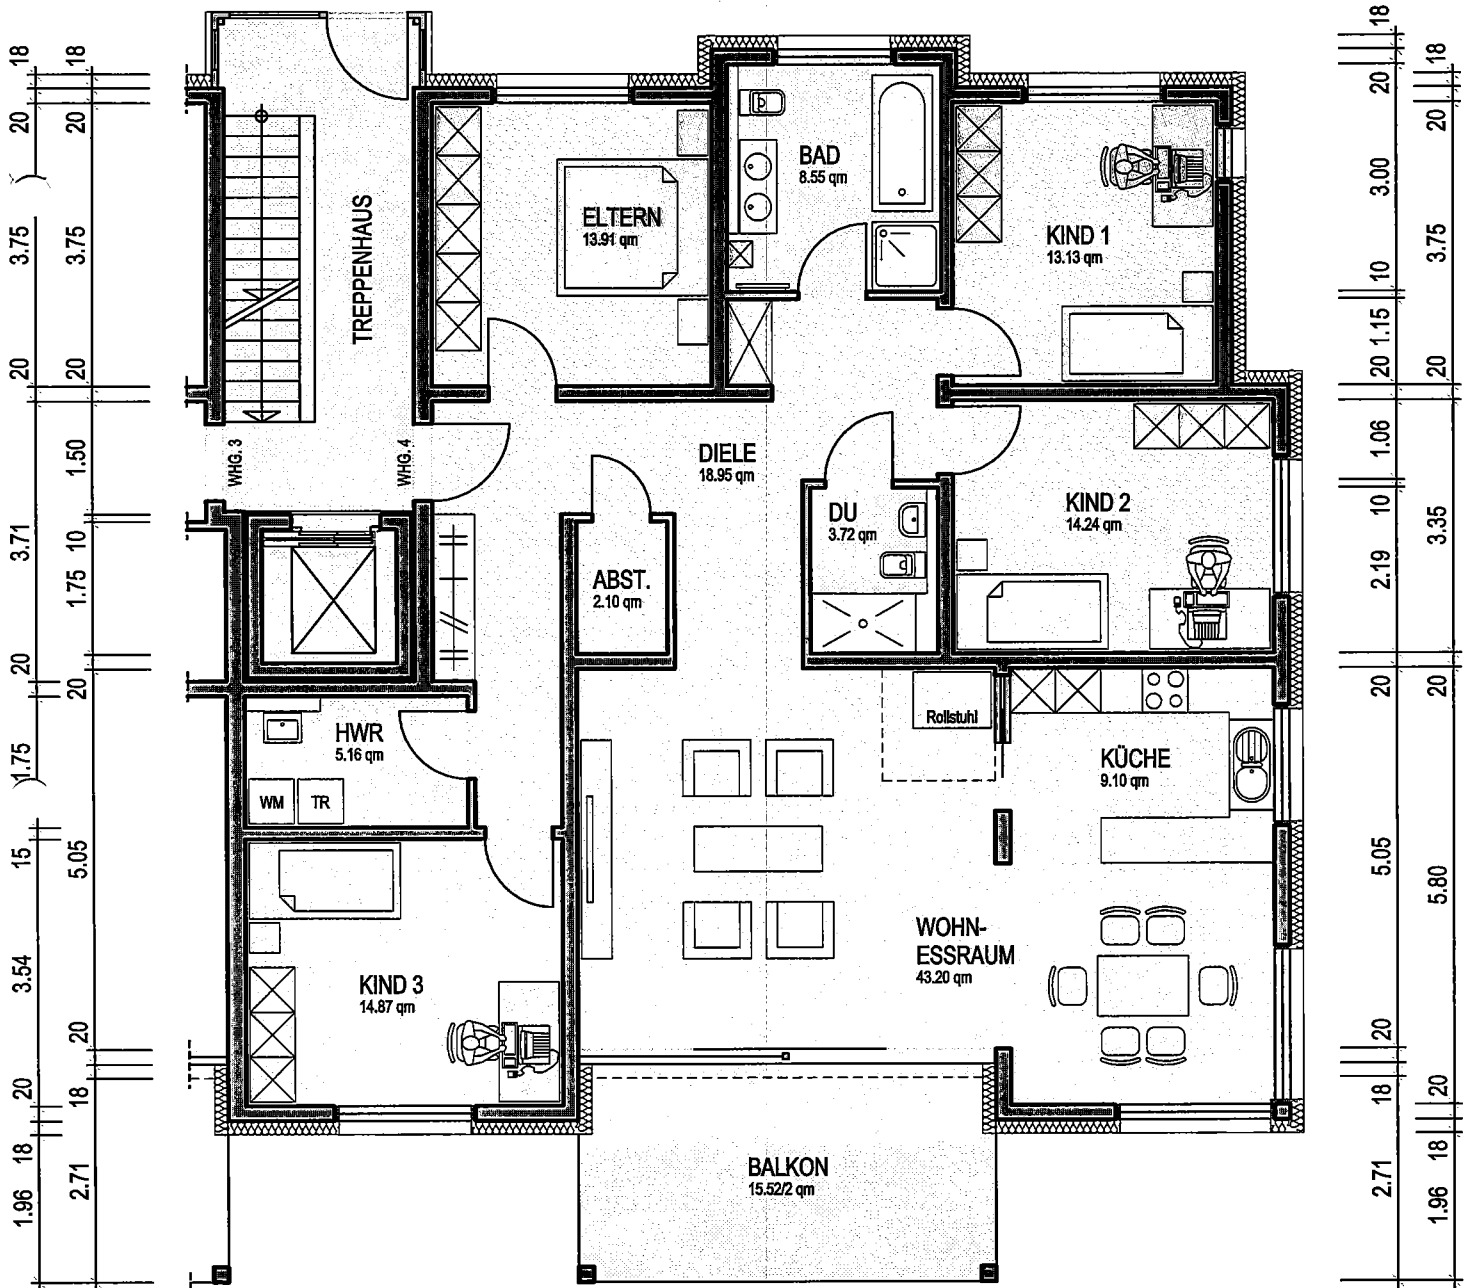 TREPPENHAUS
ELTERN
13.91 qm
BAD
8.55 qm
KIND 1
13.13 qm
WHG. 3
WHG. 4
DIELE
18.95 qm
KIND 2
14.24 qm
DU
3.72 qm
ABST.
2.10 qm
HWR
5.16 qm
WM
TR
Rollstuhl
KÜCHE
9.10 qm
WOHN-
ESSRAUM
43.20 qm
KIND 3
14.87 qm
BALKON
15.52/2 qm
18
20
3.75
20
3.71
20
1.75
15
3.54
20
18
1.96
18
20
3.75
20
1.50
10
1.75
20
5.05
20
18
2.71
18
20
3.00
10
1.15
20
1.06
10
2.19
20
5.05
20
18
2.71
18
20
3.75
20
3.35
20
5.80
20
18
1.96